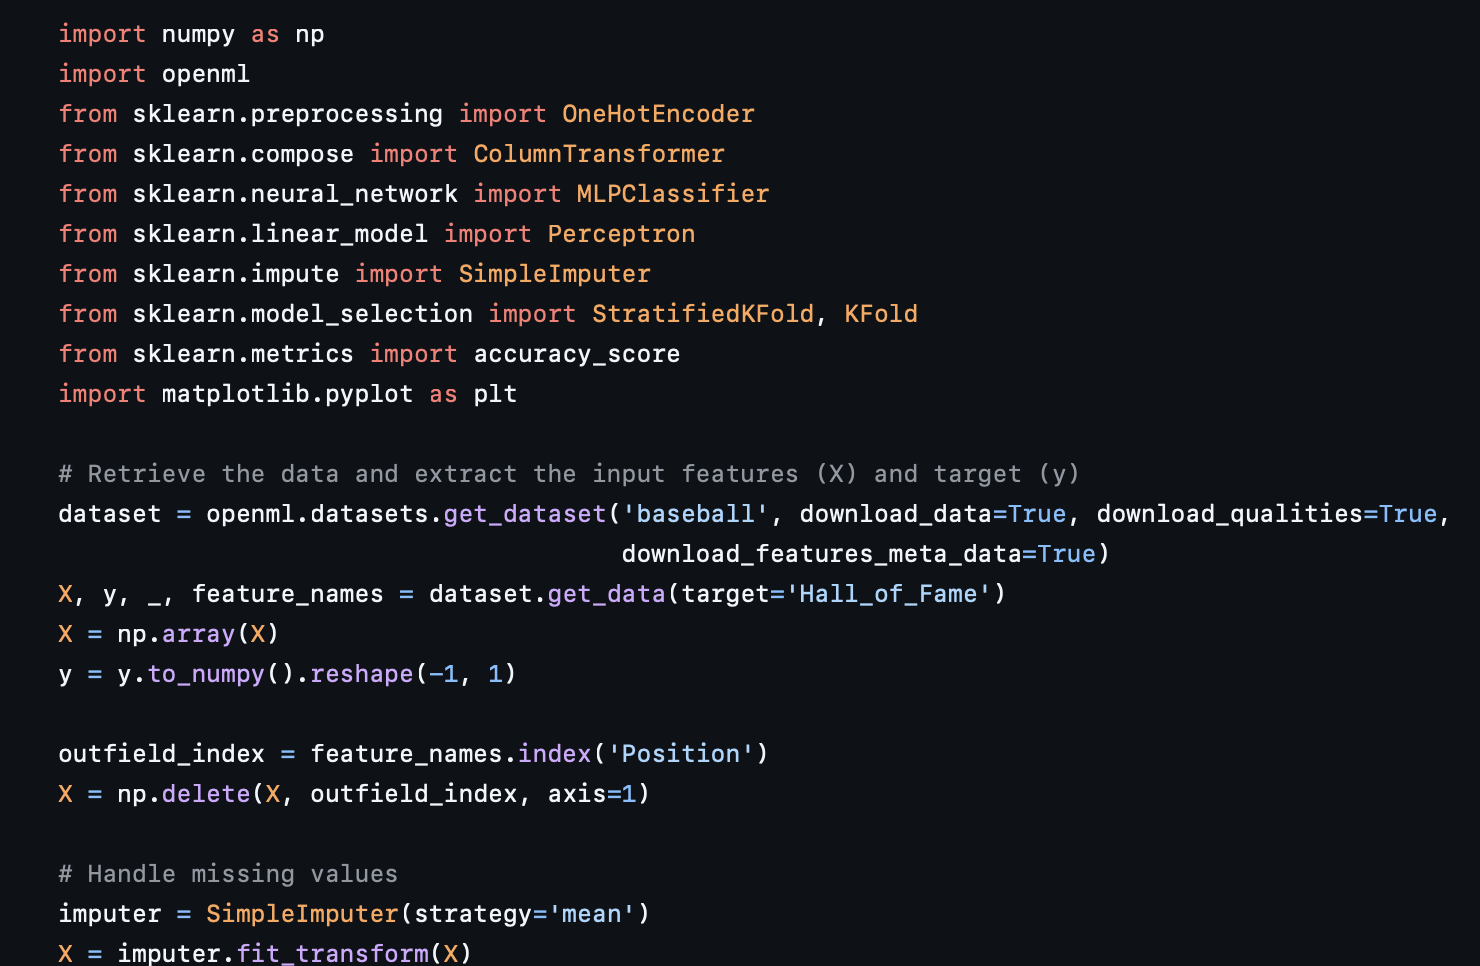 import numpy as np
import openml
from sklearn.preprocessing import OneHotEncoder
from sklearn.compose import ColumnTransformer
from sklearn.neural_network import MLPClassifier
from sklearn.linear_model import Perceptron
from sklearn.impute import SimpleImputer
from sklearn.model_selection import StratifiedKFold, KFold
from sklearn.metrics import accuracy_score
import matplotlib.pyplot as plt

# Retrieve the data and extract the input features (X) and target (y)
dataset = openml.datasets.get_dataset('baseball', download_data=True, download_qualities=True,
                                      download_features_meta_data=True)
X, y, _, feature_names = dataset.get_data(target='Hall_of_Fame')
X = np.array(X)
y = y.to_numpy().reshape(-1, 1)

outfield_index = feature_names.index('Position')
X = np.delete(X, outfield_index, axis=1)

# Handle missing values
imputer = SimpleImputer(strategy='mean')
X = imputer.fit_transform(X)